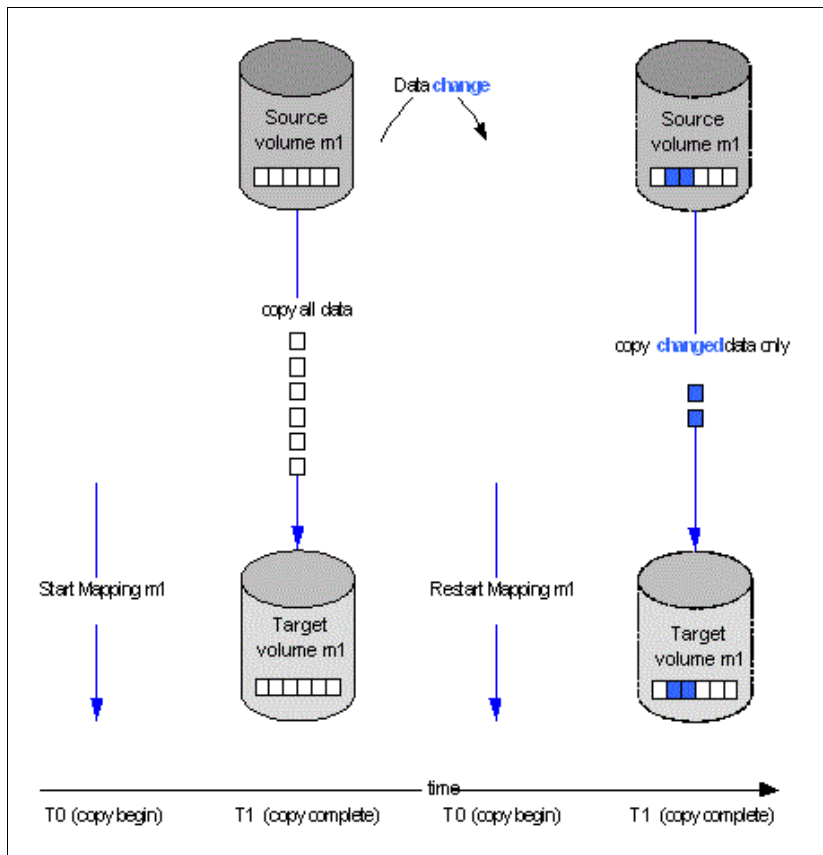 Data change
Source
volume m1
Source
volume m1
copy all data
copy changed data only
Start Mapping m1
Restart Mapping m1
Target
volume m1
Target
volume m1
time
T0 (copy begin)
T1 (copy complete)
T0 (copy begin)
T1 (copy complete)